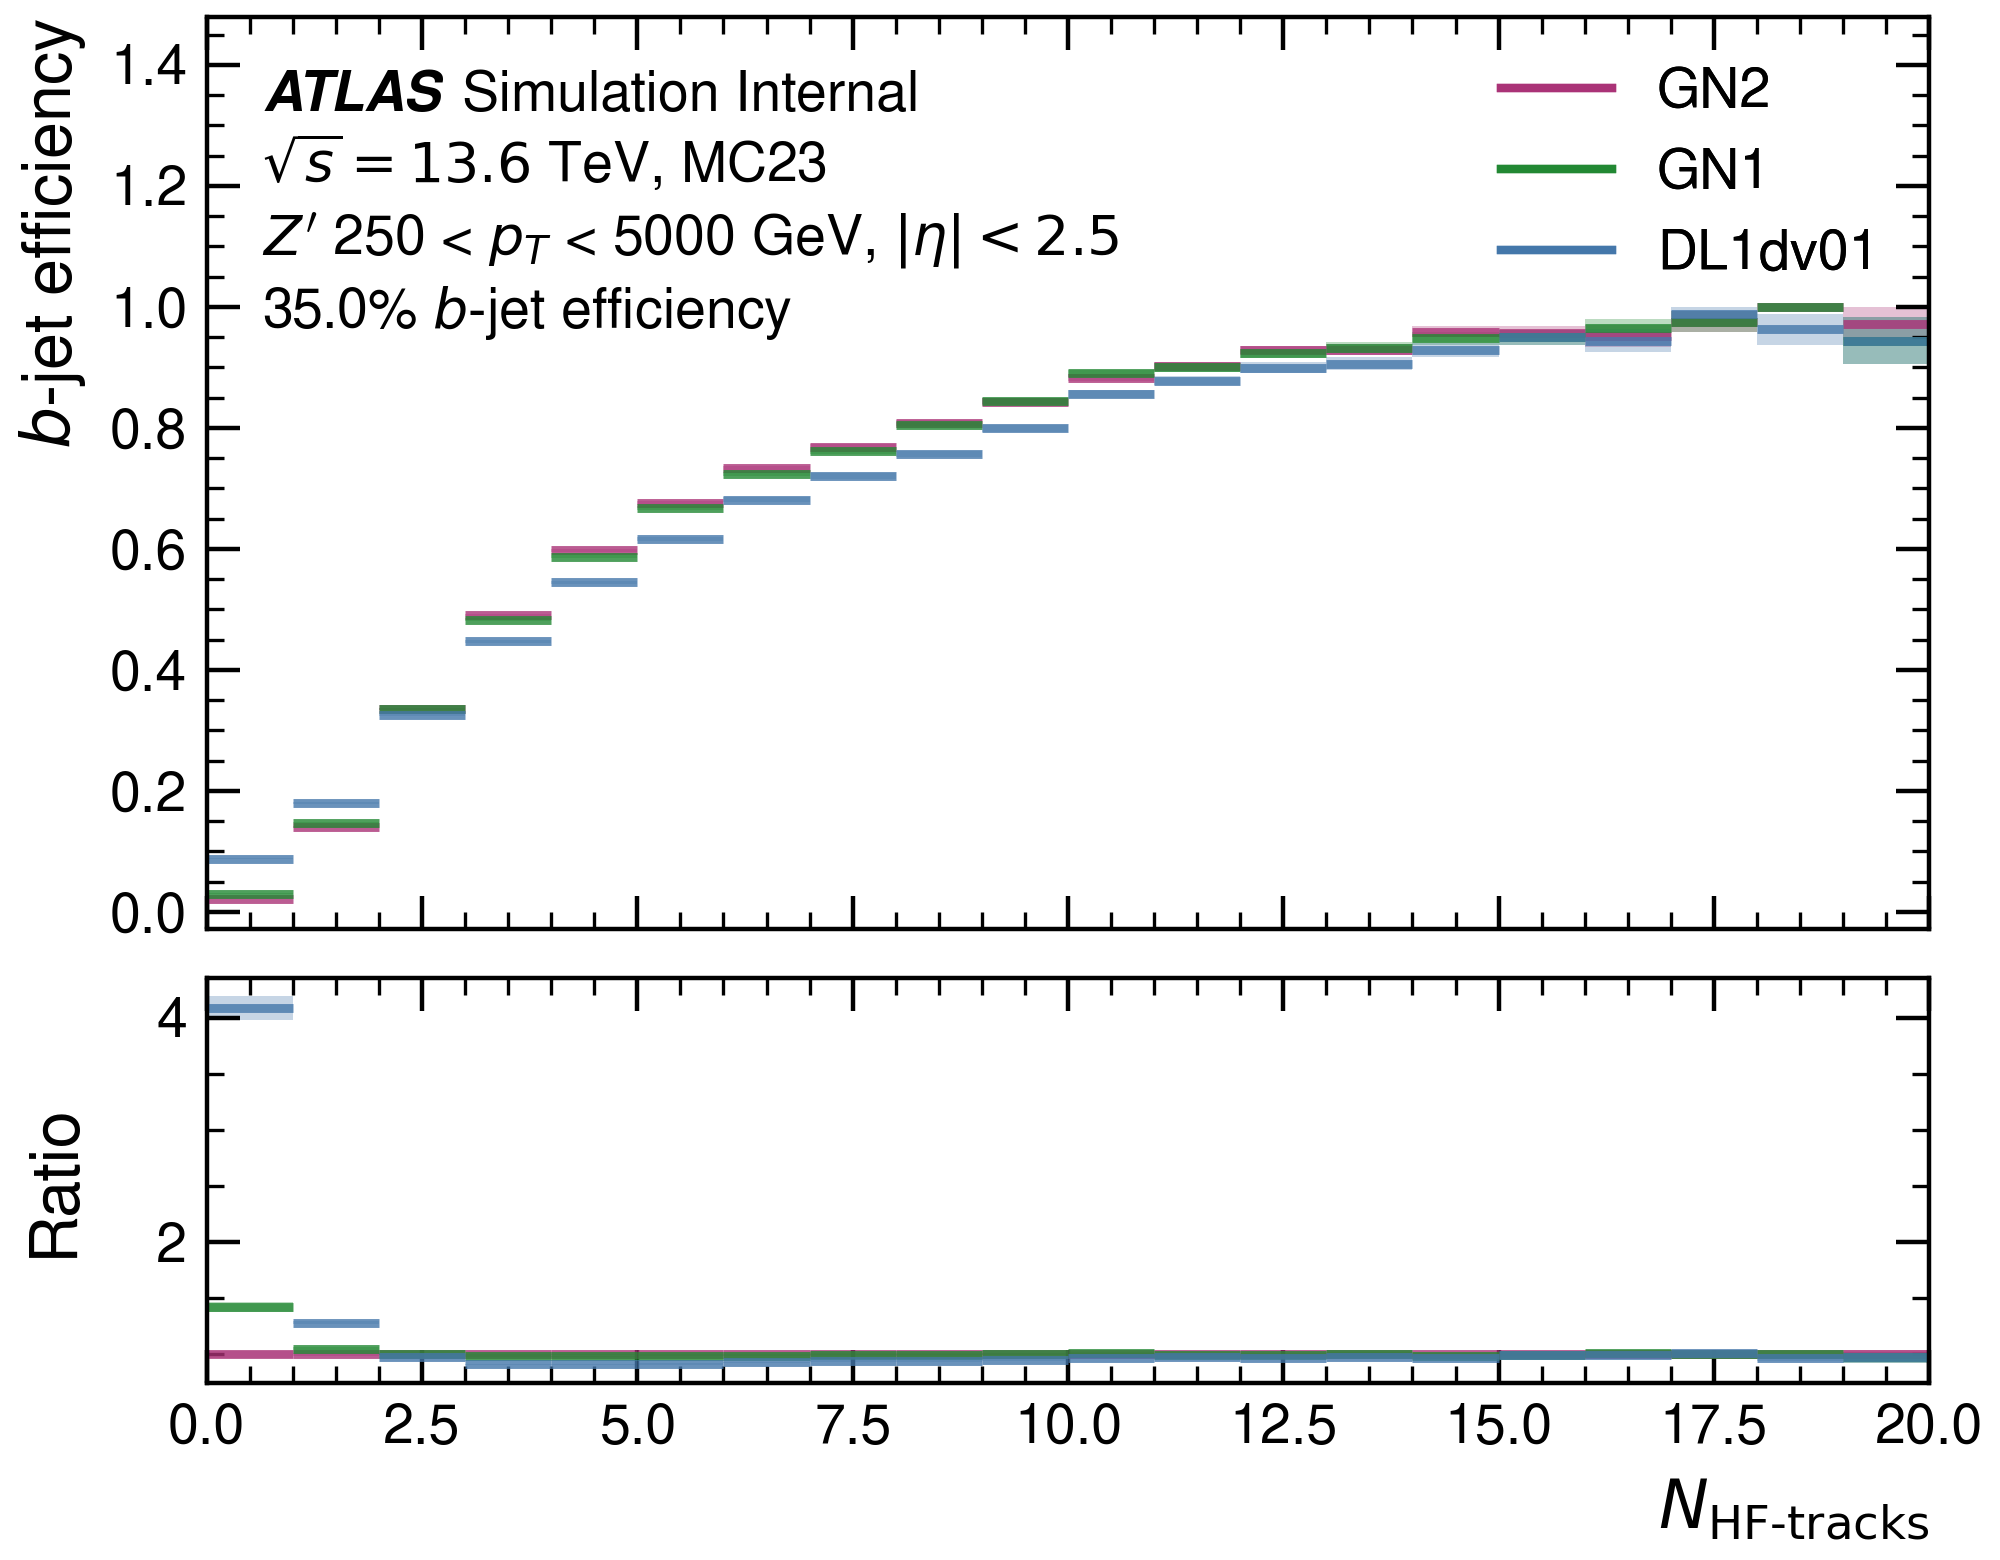 b-jet efficiency
1.4
1.2
1.0
0.8
0.6
0.4
0.2
0.0
ATLAS Simulation Internal
√s = 13.6 TeV, MC23
Z′ 250 < p_T < 5000 GeV, |η| < 2.5
35.0% b-jet efficiency
GN2
GN1
DL1dv01
Ratio
4
2
0.0 2.5 5.0 7.5 10.0 12.5 15.0 17.5 20.0
N_HF-tracks